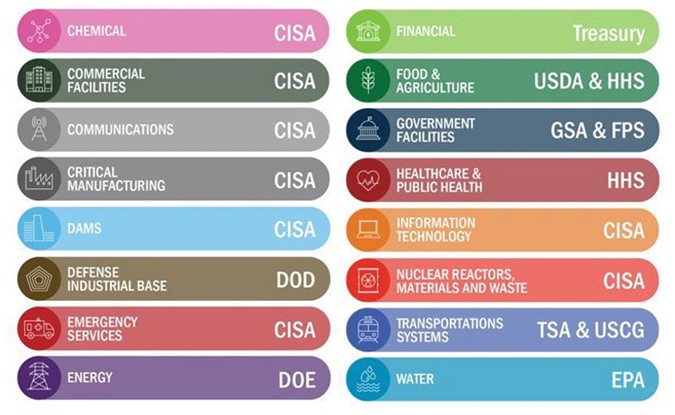 CHEMICAL CISA
COMMERCIAL
FACILITIES
CISA
COMMUNICATIONS CISA
CRITICAL
MANUFACTURING
CISA
DAMS CISA
DEFENSE
INDUSTRIAL BASE
DOD
EMERGENCY
SERVICES
CISA
ENERGY DOE
FINANCIAL Treasury
FOOD &
AGRICULTURE
USDA & HHS
GOVERNMENT
FACILITIES
GSA & FPS
HEALTHCARE &
PUBLIC HEALTH
HHS
INFORMATION
TECHNOLOGY
CISA
NUCLEAR REACTORS,
MATERIALS AND WASTE
CISA
TRANSPORTATIONS
SYSTEMS
TSA & USCG
WATER EPA